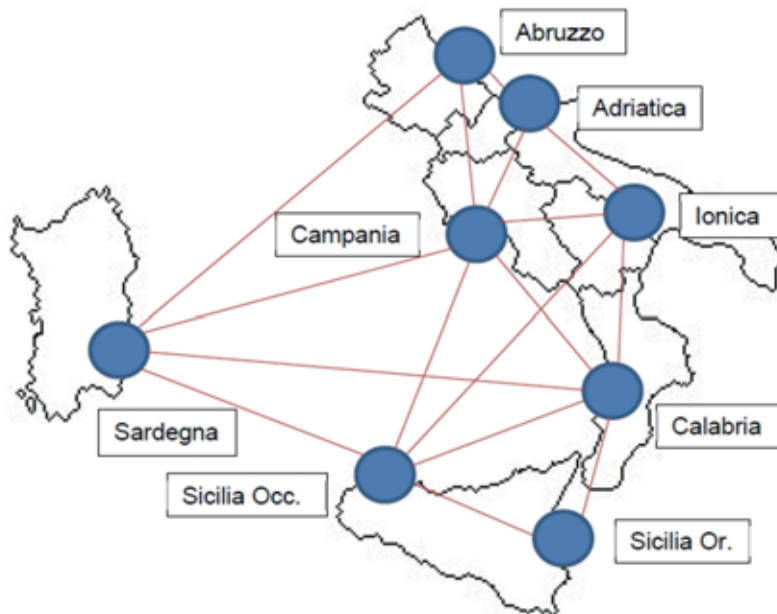 Abruzzo
Adriatica
Campania
Ionica
Sardegna
Calabria
Sicilia Occ.
Sicilia Or.